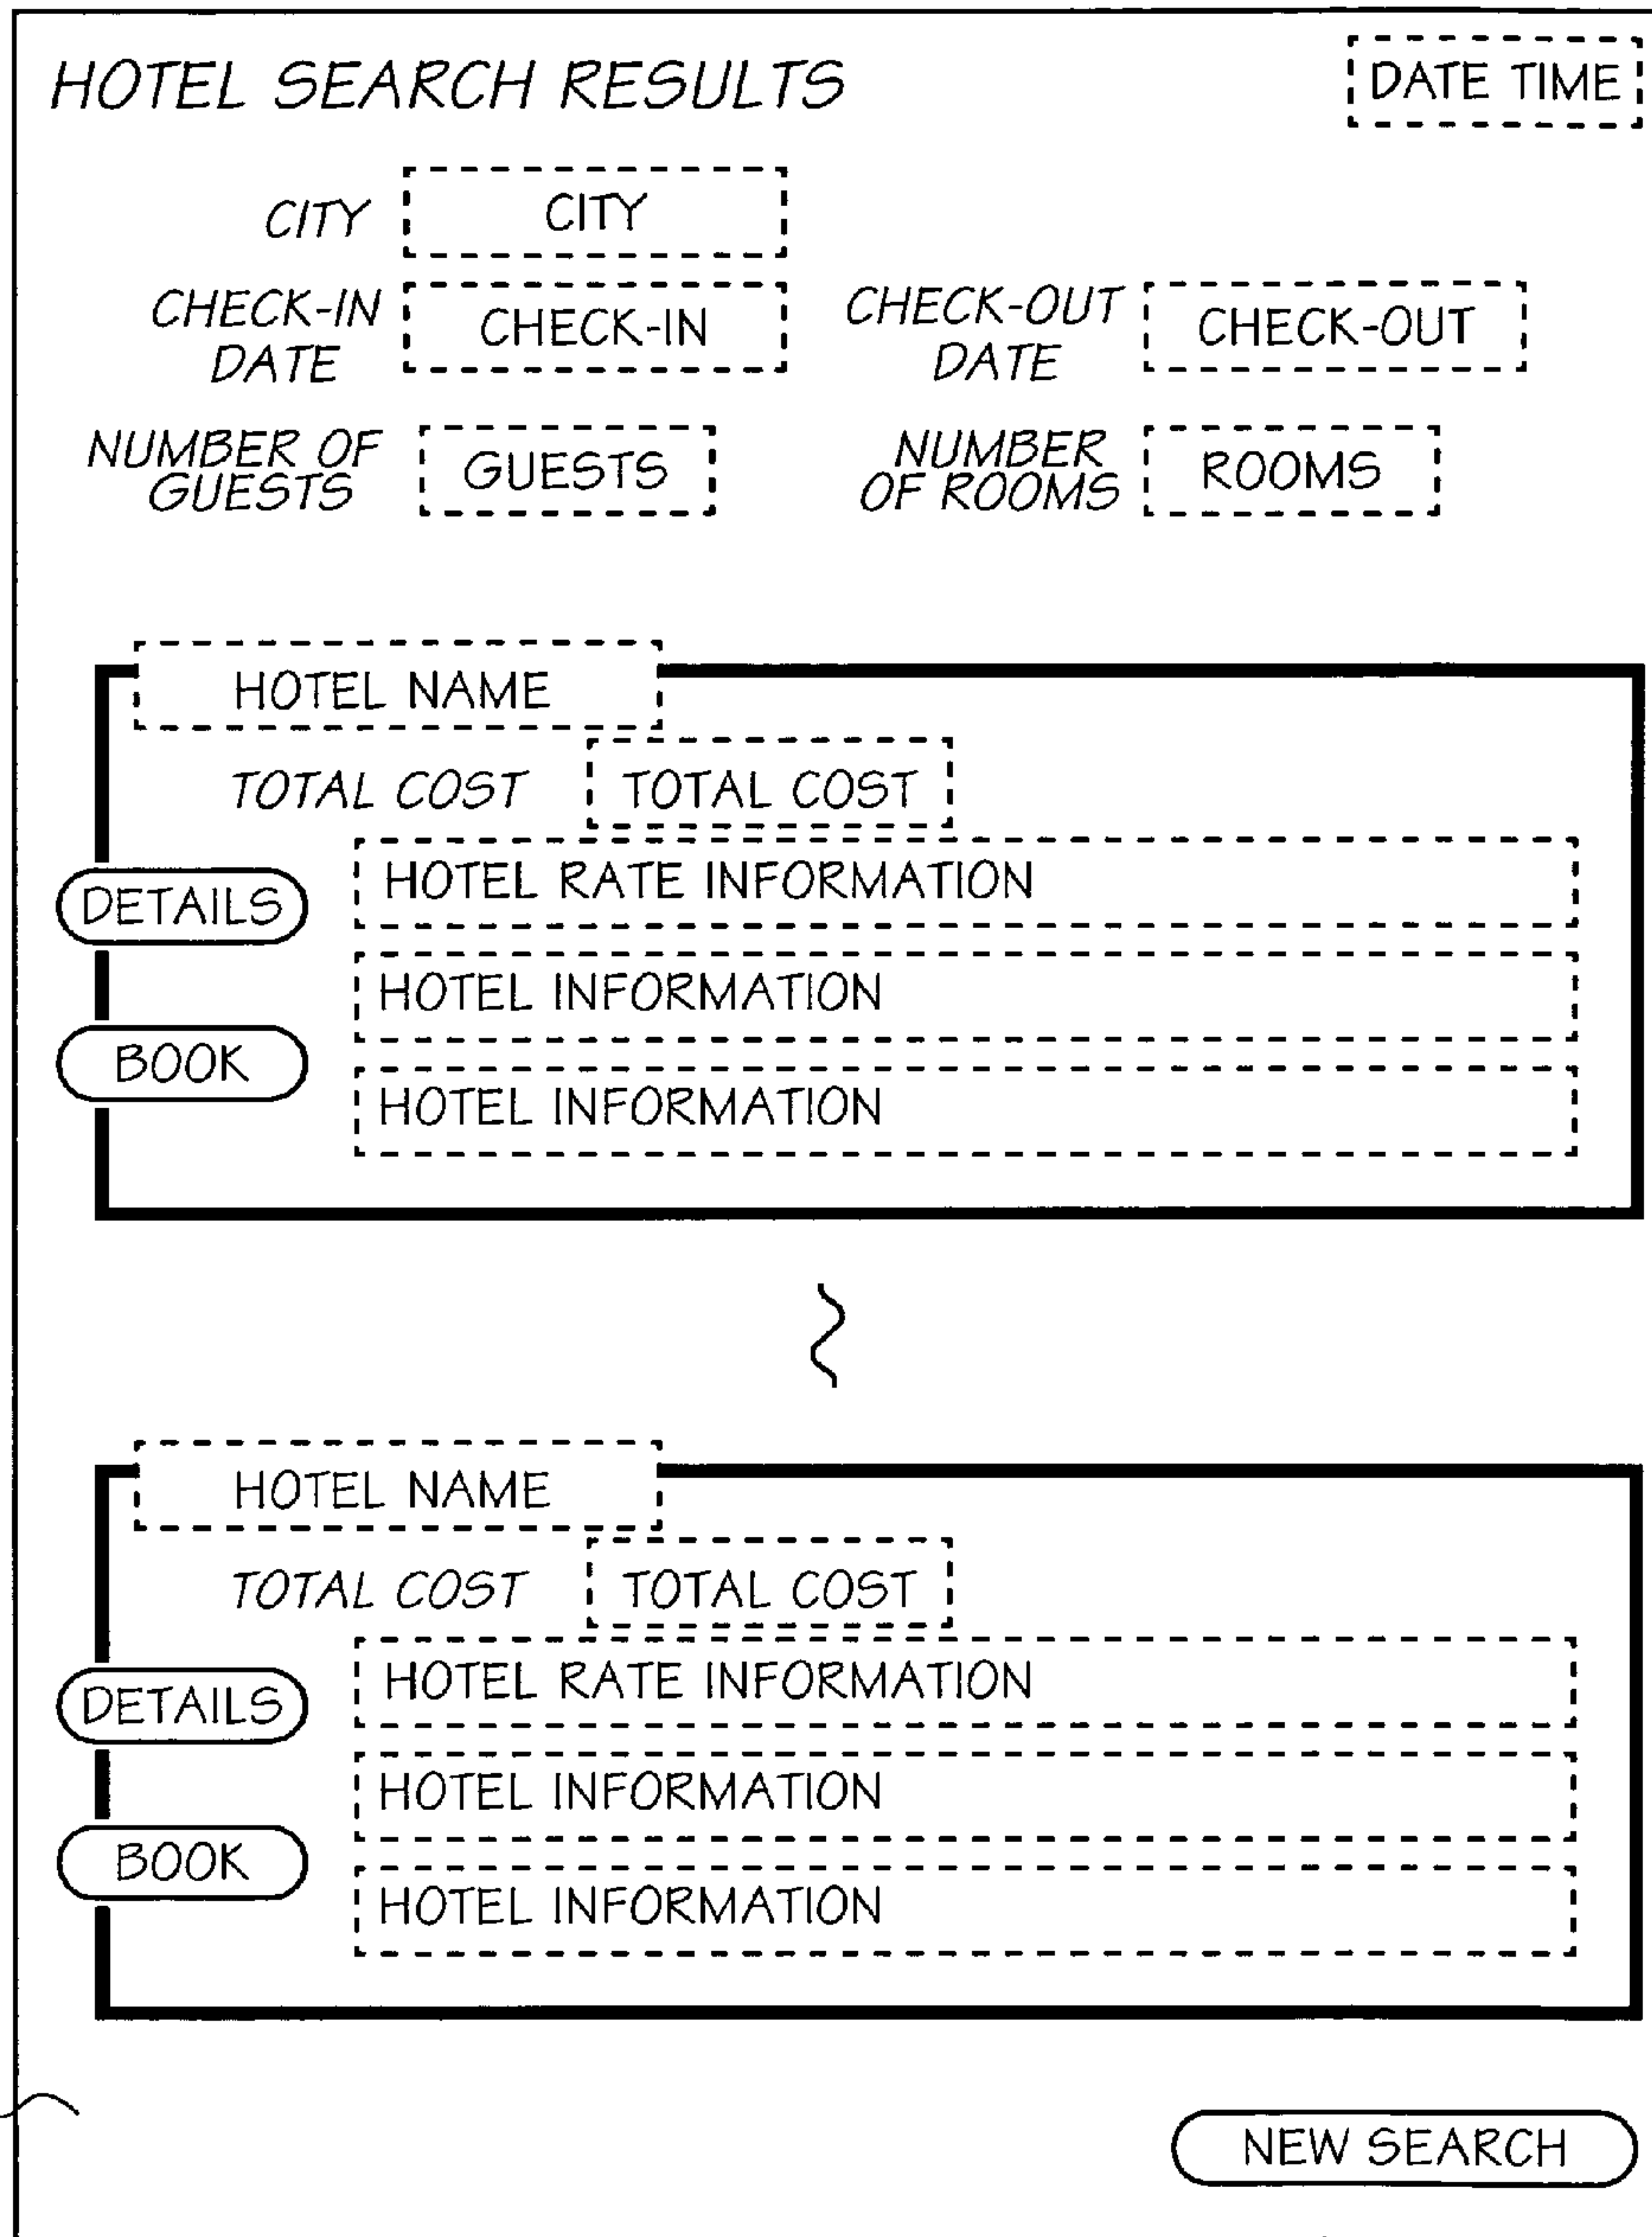 HOTEL SEARCH RESULTS
DATE TIME
CITY
CITY
CHECK-IN
DATE
CHECK-IN
CHECK-OUT
DATE
CHECK-OUT
NUMBER OF
GUESTS
GUESTS
NUMBER
OF ROOMS
ROOMS
HOTEL NAME
TOTAL COST
TOTAL COST
DETAILS
HOTEL RATE INFORMATION
HOTEL INFORMATION
BOOK
HOTEL INFORMATION
HOTEL NAME
TOTAL COST
TOTAL COST
DETAILS
HOTEL RATE INFORMATION
HOTEL INFORMATION
BOOK
HOTEL INFORMATION
NEW SEARCH